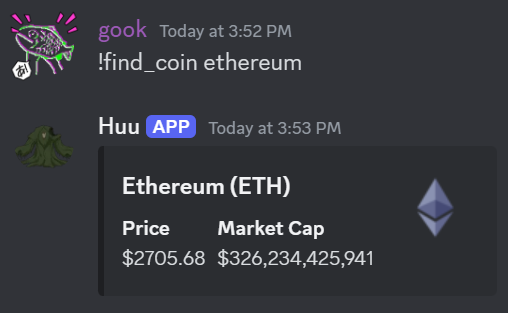 gook Today at 3:52 PM
!find_coin ethereum
Huu APP Today at 3:53 PM
Ethereum (ETH)
Price Market Cap
$2705.68 $326,234,425,941